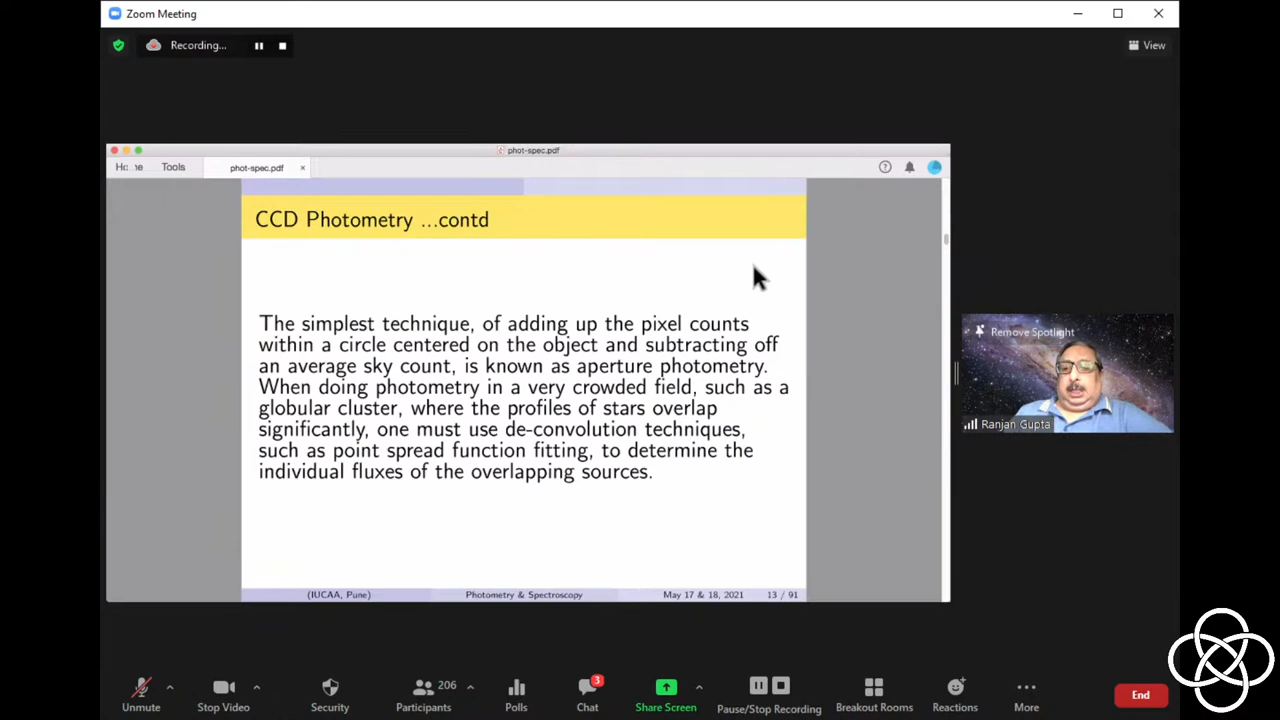 Zoom Meeting
Recording...
View
phot-spec.pdf
Tools
phot-spec.pdf
CCD Photometry ...contd
The simplest technique, of adding up the pixel counts
within a circle centered on the object and subtracting off
an average sky count, is known as aperture photometry.
When doing photometry in a very crowded field, such as a
globular cluster, where the profiles of stars overlap
significantly, one must use de-convolution techniques,
such as point spread function fitting, to determine the
individual fluxes of the overlapping sources.
(IUCAA, Pune) Photometry & Spectroscopy May 17 & 18, 2021 13 / 91
Remove Spotlight
Ranjan Gupta
206
3
Unmute Stop Video Security Participants Polls Chat Share Screen Pause/Stop Recording Breakout Rooms Reactions More
End